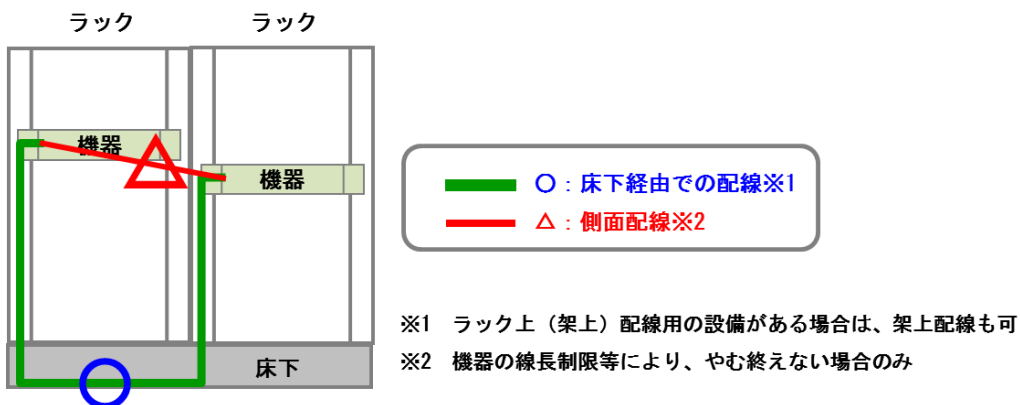 ラック ラック
機器
機器
床下
○：床下経由での配線※1
△：側面配線※2
※1　ラック上（架上）配線用の設備がある場合は、架上配線も可
※2　機器の線長制限等により、やむ終えない場合のみ